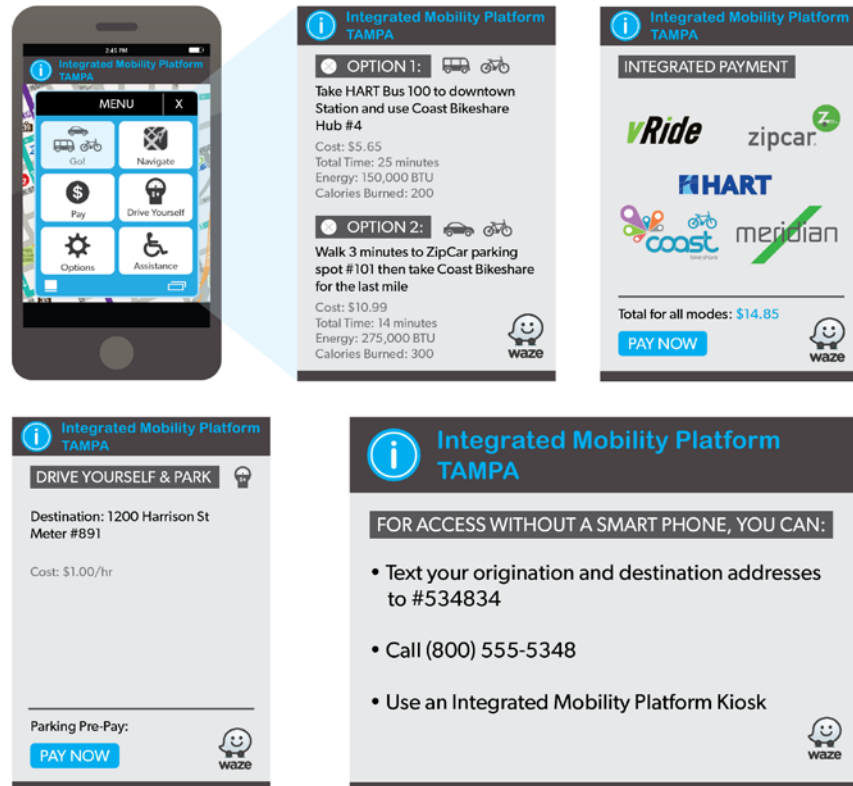 2:45 PM
Integrated Mobility Platform
TAMPA
MENU X
Go!
Navigate
$
Pay
Drive Yourself
Options
Assistance
Integrated Mobility Platform
TAMPA
OPTION 1:
Take HART Bus 100 to downtown
Station and use Coast Bikeshare
Hub #4
Cost: $5.65
Total Time: 25 minutes
Energy: 150,000 BTU
Calories Burned: 200
OPTION 2:
Walk 3 minutes to ZipCar parking
spot #101 then take Coast Bikeshare
for the last mile
Cost: $10.99
Total Time: 14 minutes
Energy: 275,000 BTU
Calories Burned: 300
waze
Integrated Mobility Platform
TAMPA
INTEGRATED PAYMENT
vRide
zipcar.
HART
coast
meridian
Total for all modes: $14.85
PAY NOW
waze
Integrated Mobility Platform
TAMPA
DRIVE YOURSELF & PARK
Destination: 1200 Harrison St
Meter #891
Cost: $1.00/hr
Parking Pre-Pay:
PAY NOW
waze
Integrated Mobility Platform
TAMPA
FOR ACCESS WITHOUT A SMART PHONE, YOU CAN:
• Text your origination and destination addresses
to #534834
• Call (800) 555-5348
• Use an Integrated Mobility Platform Kiosk
waze